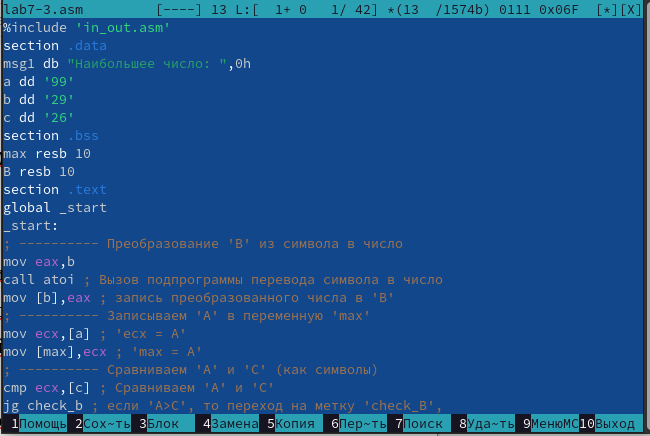 lab7-3.asm [----] 13 L:[ 1+ 0 1/ 42] *(13 /1574b) 0111 0x06F [*][X]
%include 'in_out.asm'
section .data
msg1 db "Наибольшее число: ",0h
a dd '99'
b dd '29'
c dd '26'
section .bss
max resb 10
B resb 10
section .text
global _start
_start:
; ---------- Преобразование 'B' из символа в число
mov eax,b
call atoi ; Вызов подпрограммы перевода символа в число
mov [b],eax ; запись преобразованного числа в 'B'
; ---------- Записываем 'A' в переменную 'max'
mov ecx,[a] ; 'ecx = A'
mov [max],ecx ; 'max = A'
; ---------- Сравниваем 'A' и 'С' (как символы)
cmp ecx,[c] ; Сравниваем 'A' и 'С'
jg check_b ; если 'A>C', то переход на метку 'check_B',
1Помощь 2Сох~ть 3Блок 4Замена 5Копия 6Пер~ть 7Поиск 8Уда~ть 9МенюMC 10Выход